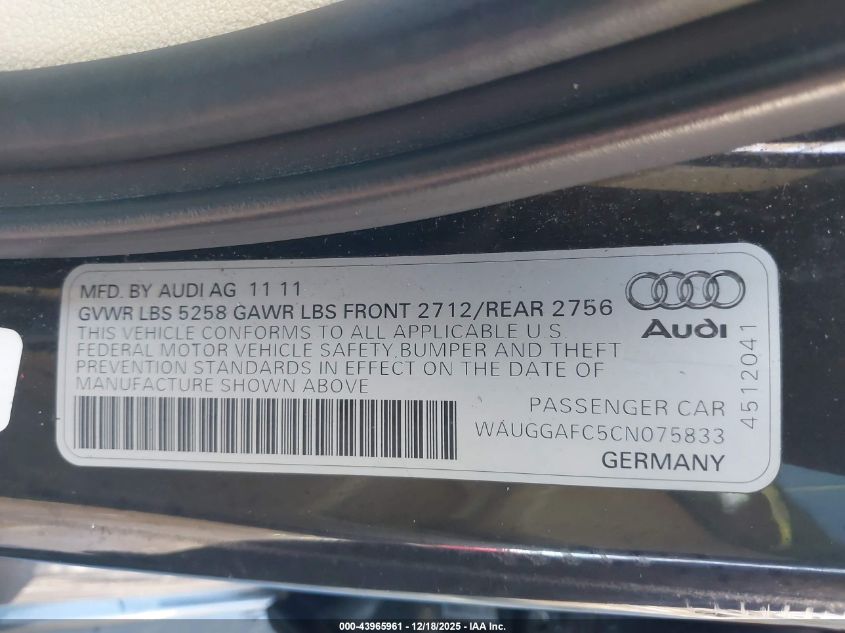 MFD. BY AUDI AG 11 11
GVWR LBS 5258 GAWR LBS FRONT 2712/REAR 2756
THIS VEHICLE CONFORMS TO ALL APPLICABLE U.S.
FEDERAL MOTOR VEHICLE SAFETY, BUMPER AND THEFT
PREVENTION STANDARDS IN EFFECT ON THE DATE OF
MANUFACTURE SHOWN ABOVE
Audi
4512041
PASSENGER CAR
WAUGGAFC5CN075833
GERMANY
000-43965961 | 12/18/2025 - IAA Inc.